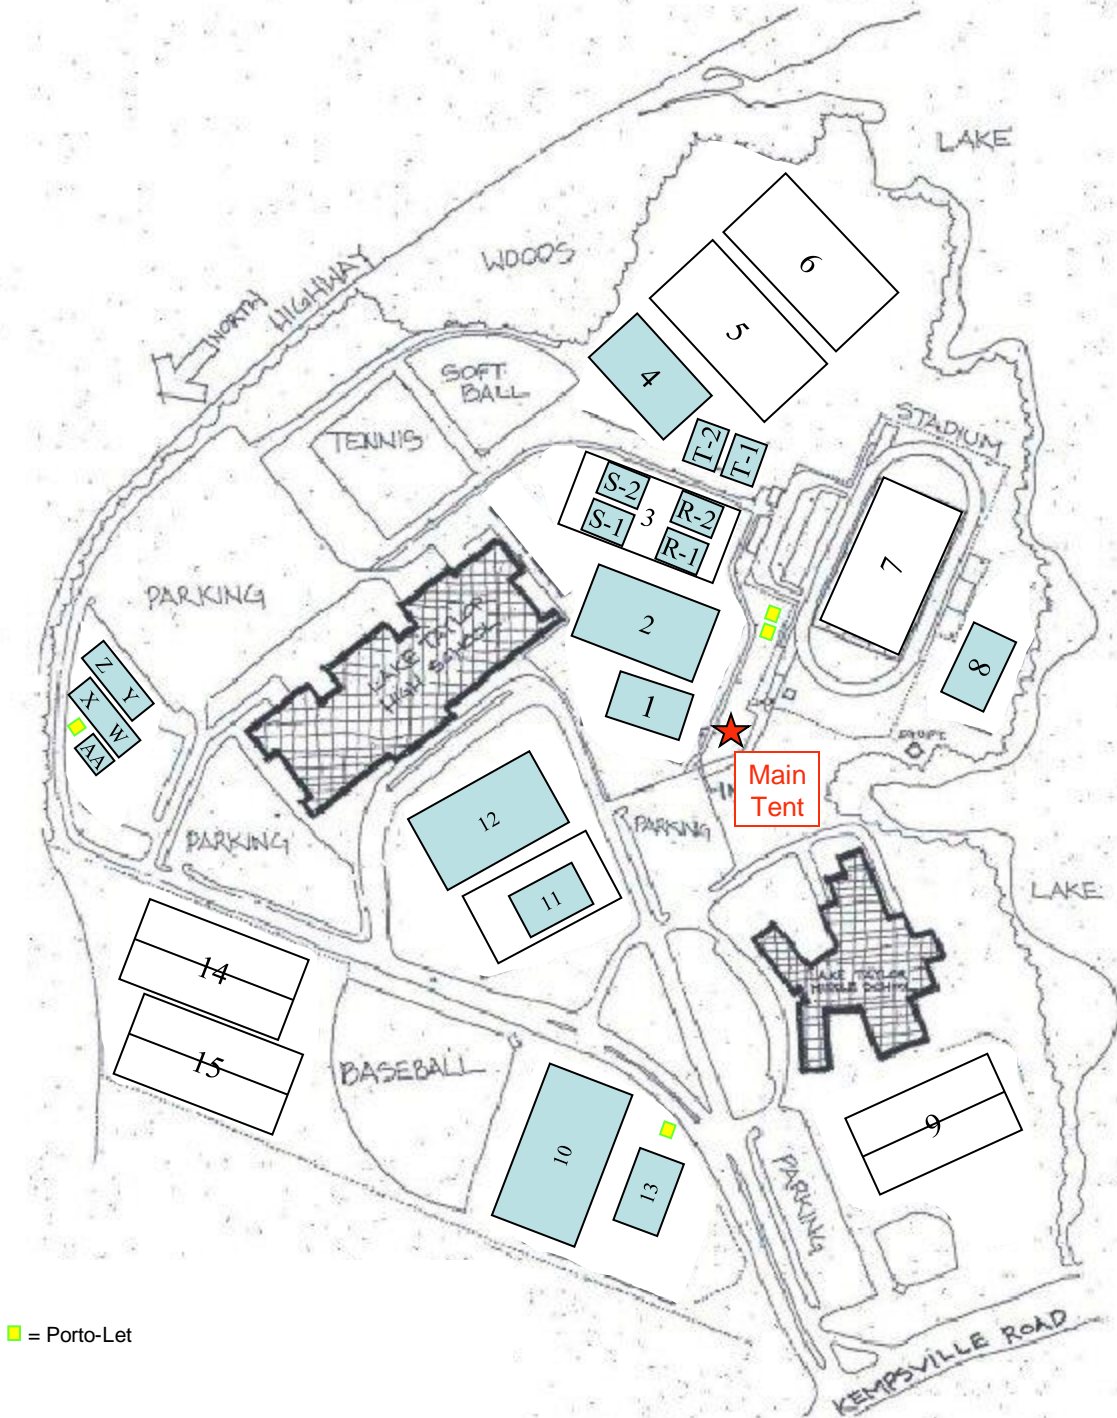 LAKE
WOODS
HIGHWAY
NORTH
6
5
4
SOFT
BALL
TENNIS
STADIUM
T-2
T-1
S-2
S-1
3
R-2
R-1
7
PARKING
LAKE TAYLOR
HIGH SCHOOL
2
8
Z Y
X W
AA
1
Main
Tent
PARKING
12
PARKING
11
LAKE
LAKE TAYLOR
MIDDLE SCHOOL
14
15
BASEBALL
10
13
9
PARKING
= Porto-Let
KEMPSVILLE ROAD